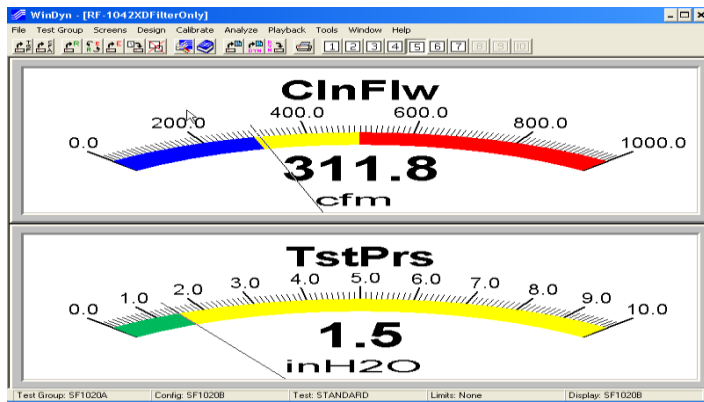 WinDyn - [RF-1042XDFilterOnly]
File Test Group Screens Design Calibrate Analyze Playback Tools Window Help
1 2 3 4 5 6 7 8 9 10
ClnFlw
0.0 200.0 400.0 600.0 800.0 1000.0
311.8
cfm
TstPrs
0.0 1.0 2.0 3.0 4.0 5.0 6.0 7.0 8.0 9.0 10.0
1.5
inH2O
Test Group: SF1020A Config: SF1020B Test: STANDARD Limits: None Display: SF1020B